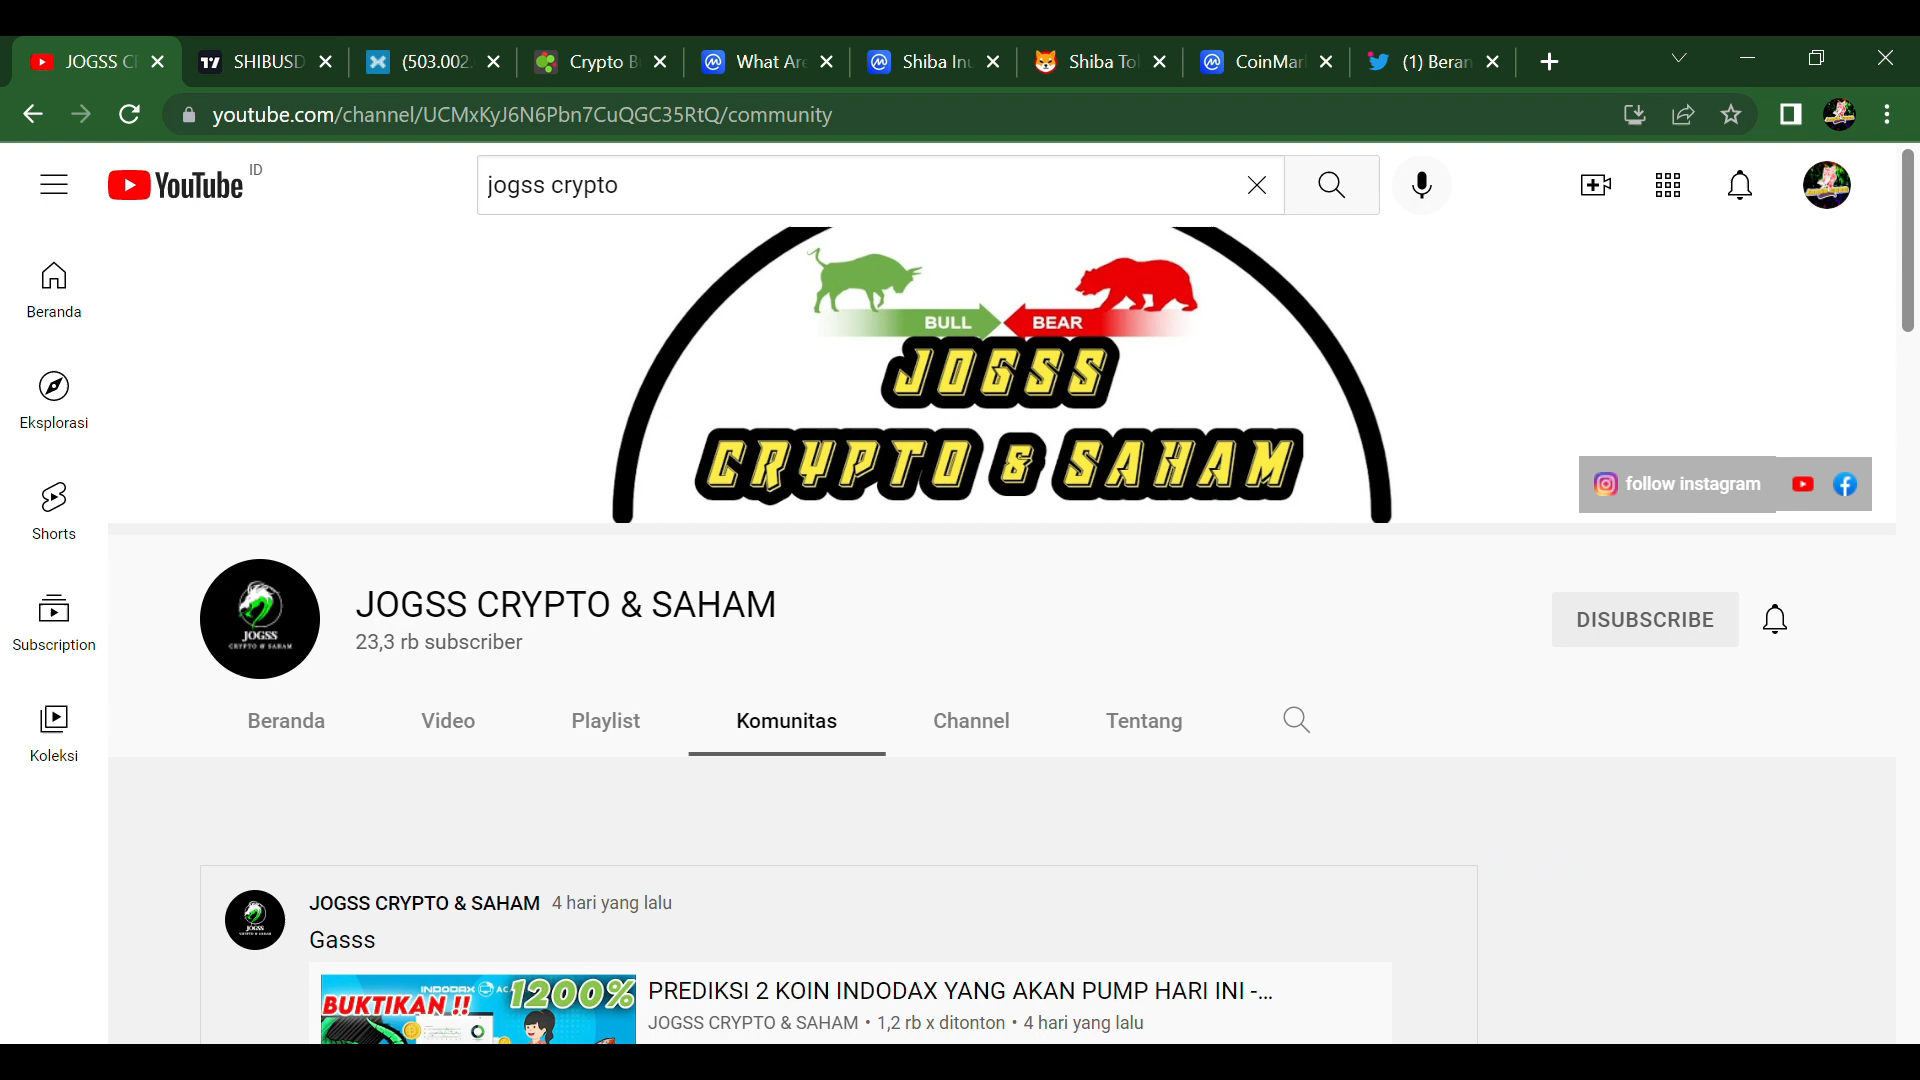 JOGSS C
SHIBUSD
(503.002
Crypto B
What Are
Shiba In
Shiba To
CoinMar
(1) Beran
youtube.com/channel/UCMxKyJ6N6Pbn7CuQGC35RtQ/community
YouTube ID
jogss crypto
Beranda
Eksplorasi
Shorts
Subscription
Koleksi
BULL BEAR
JOGSS
CRYPTO & SAHAM
follow instagram
JOGSS
CRYPTO & SAHAM
JOGSS CRYPTO & SAHAM
23,3 rb subscriber
DISUBSCRIBE
Beranda Video Playlist Komunitas Channel Tentang
JOGSS CRYPTO & SAHAM 4 hari yang lalu
Gasss
INDODAX
BUKTIKAN !! 1200%
PREDIKSI 2 KOIN INDODAX YANG AKAN PUMP HARI INI -...
JOGSS CRYPTO & SAHAM • 1,2 rb x ditonton • 4 hari yang lalu